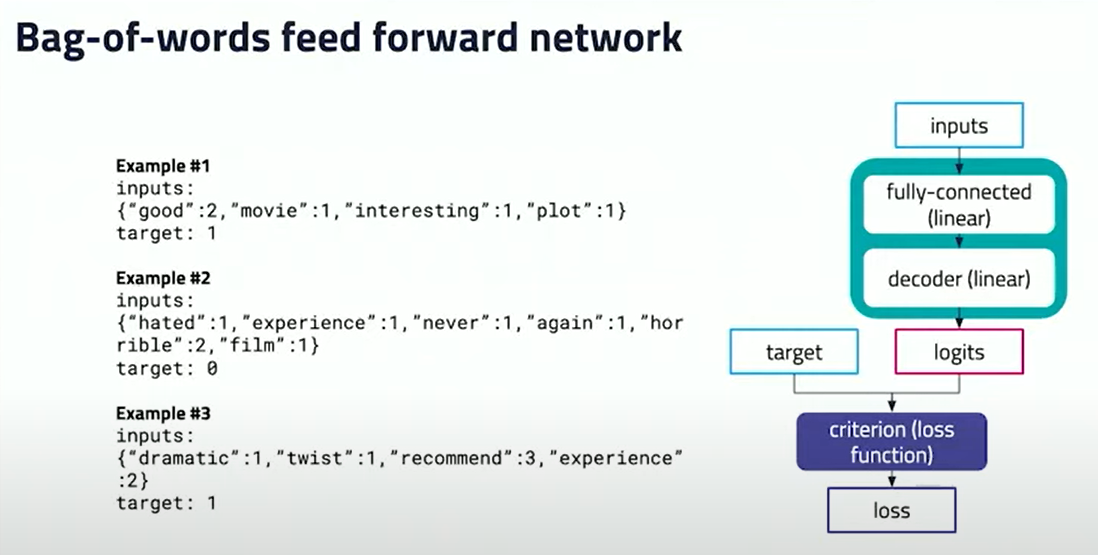 Bag-of-words feed forward network
Example #1
inputs:
{"good":2,"movie":1,"interesting":1,"plot":1}
target: 1
Example #2
inputs:
{"hated":1,"experience":1,"never":1,"again":1,"hor
rible":2,"film":1}
target: 0
Example #3
inputs:
{"dramatic":1,"twist":1,"recommend":3,"experience"
:2}
target: 1
inputs
fully-connected
(linear)
decoder (linear)
target
logits
criterion (loss
function)
loss